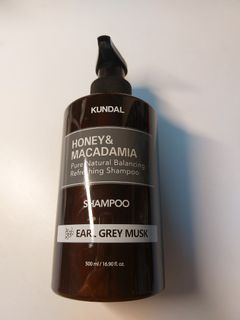 KUNDAL
HONEY&
MACADAMIA
Pure Natural Balancing
Refreshing Shampoo
SHAMPOO
EARL GREY MUSK
500 ml / 16.90 fl. oz.